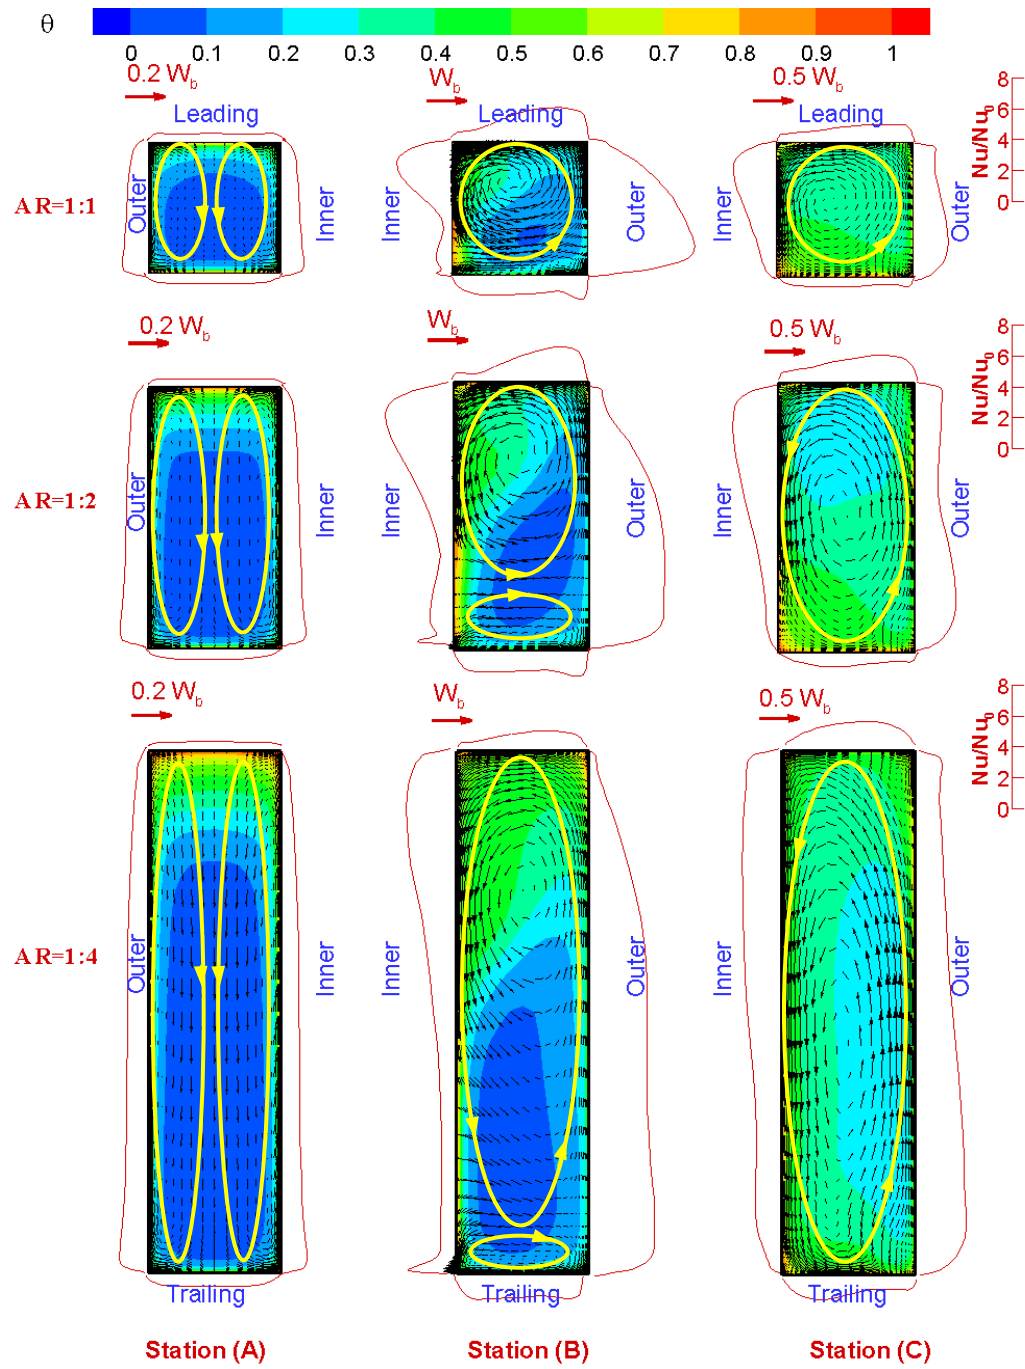 θ
0 0.1 0.2 0.3 0.4 0.5 0.6 0.7 0.8 0.9 1
0.2 W_b W_b 0.5 W_b
8
6
4
2
0
Nu/Nu_0
Leading Leading Leading
AR=1:1
Outer Inner Inner Outer Inner Outer
0.2 W_b W_b 0.5 W_b
8
6
4
2
0
Nu/Nu_0
AR=1:2
Outer Inner Inner Outer Inner Outer
0.2 W_b W_b 0.5 W_b
8
6
4
2
0
Nu/Nu_0
AR=1:4
Outer Inner Inner Outer Inner Outer
Trailing Trailing Trailing
Station (A) Station (B) Station (C)